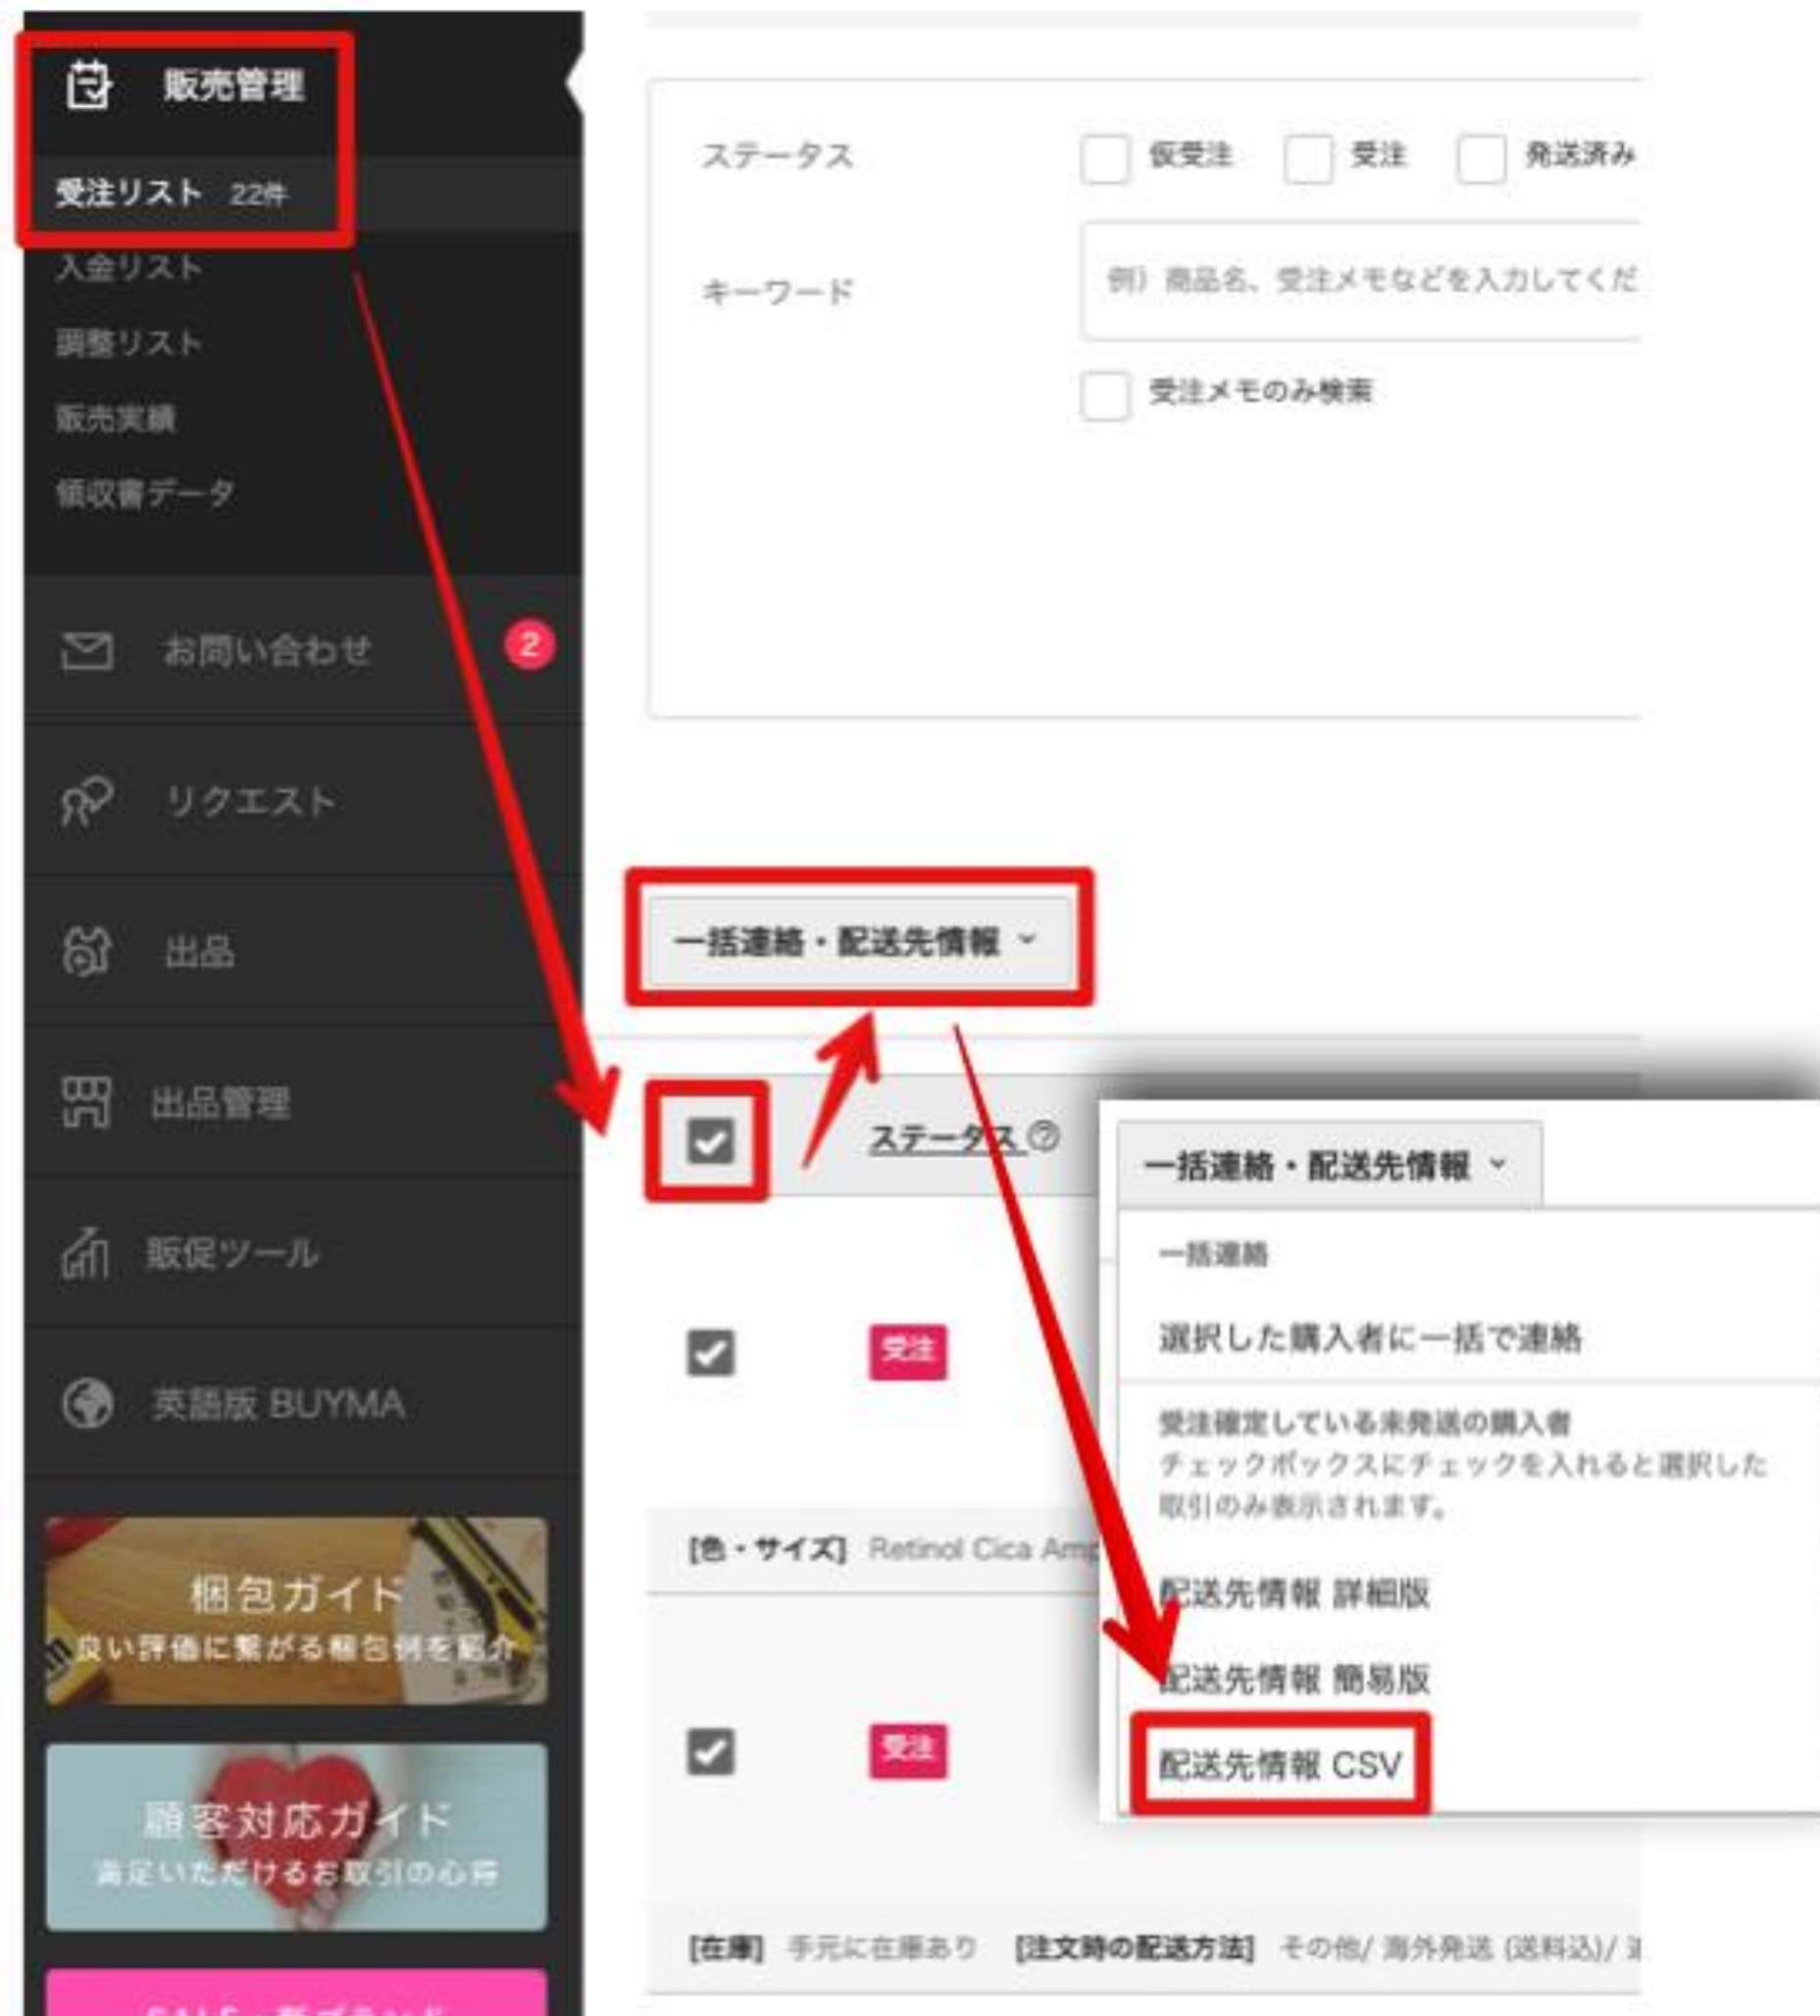 販売管理
受注リスト 22件
入金リスト
調整リスト
販売実績
領収書データ
お問い合わせ 2
リクエスト
出品
出品管理
販促ツール
英語版 BUYMA
梱包ガイド
良い評価に繋がる梱包例を紹介
顧客対応ガイド
満足いただけるお取引の心得
ステータス 仮受注 受注 発送済み
キーワード 例）商品名、受注メモなどを入力してくだ
受注メモのみ検索
一括連絡・配送先情報
ステータス
受注
[色・サイズ] Retinol Cica Amp
受注
[在庫] 手元に在庫あり [注文時の配送方法] その他/ 海外発送 (送料込)/
一括連絡・配送先情報
一括連絡
選択した購入者に一括で連絡
受注確定している未発送の購入者
チェックボックスにチェックを入れると選択した
取引のみ表示されます。
配送先情報 詳細版
配送先情報 簡易版
配送先情報 CSV